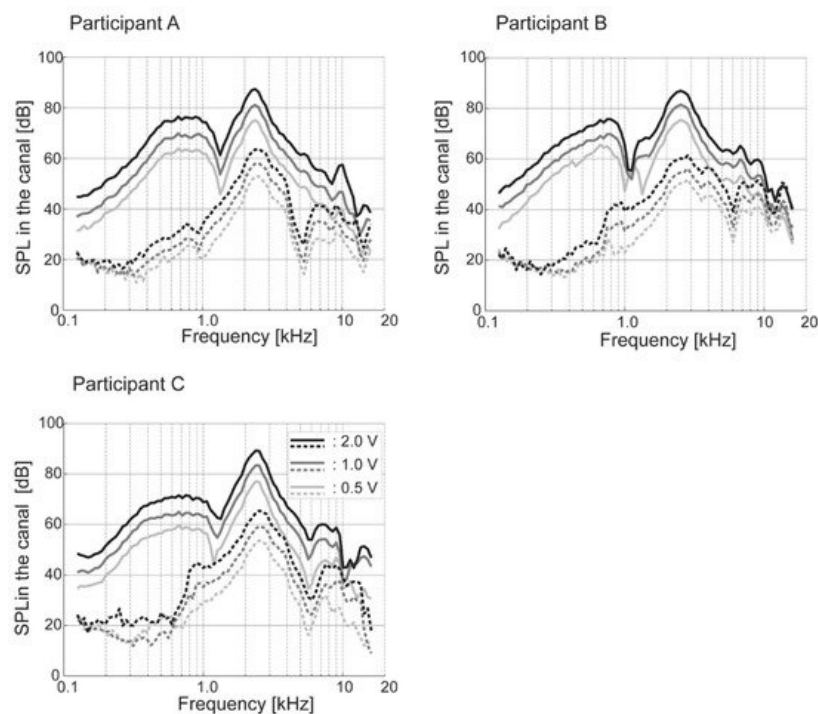 Participant A
SPL in the canal [dB]
100
80
60
40
20
0
0.1
1.0
10
20
Frequency [kHz]
Participant B
SPL in the canal [dB]
100
80
60
40
20
0
0.1
1.0
10
20
Frequency [kHz]
Participant C
SPLin the canal [dB]
100
80
60
40
20
0
0.1
1.0
10
20
Frequency [kHz]
: 2.0 V
: 1.0 V
: 0.5 V